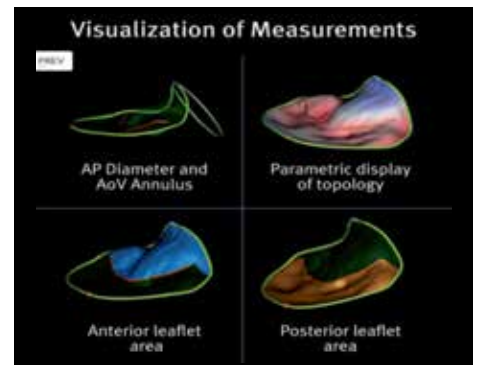 Visualization of Measurements
PREV
AP Diameter and
AoV Annulus
Parametric display
of topology
Anterior leaflet
area
Posterior leaflet
area